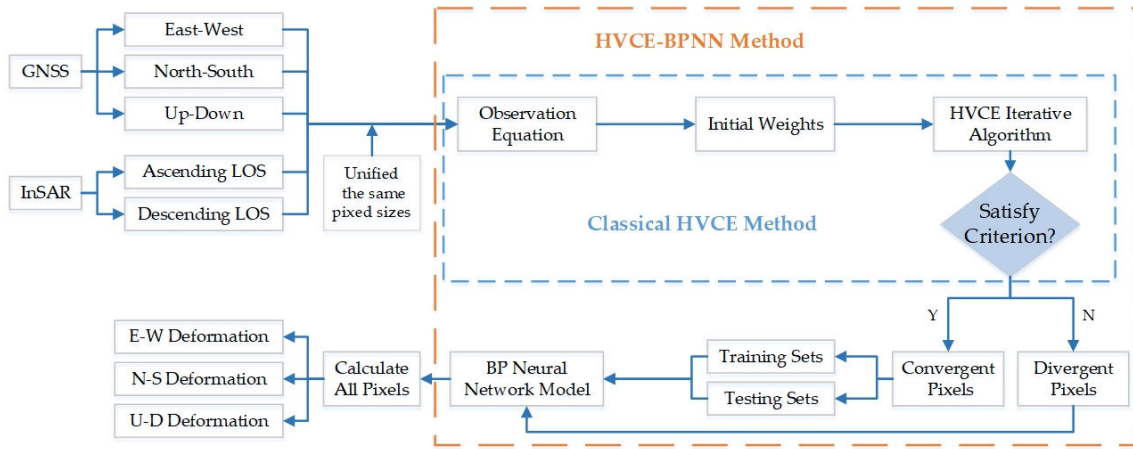 East-West
HVCE-BPNN Method
GNSS
North-South
Up-Down
Observation
Equation
Initial Weights
HVCE Iterative
Algorithm
InSAR
Ascending LOS
Descending LOS
Unified
the same
pixed sizes
Classical HVCE Method
Satisfy
Criterion?
Y
N
E-W Deformation
N-S Deformation
U-D Deformation
Calculate
All Pixels
BP Neural
Network Model
Training Sets
Testing Sets
Convergent
Pixels
Divergent
Pixels